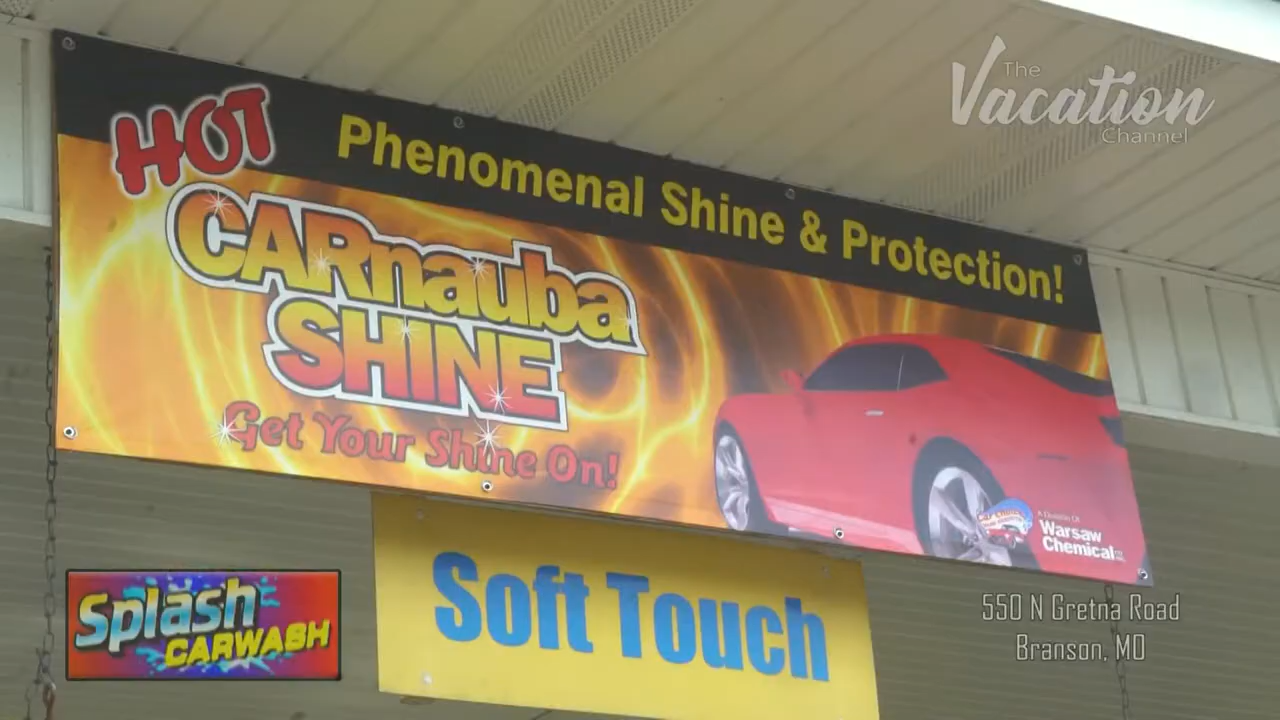 The
Vacation
Channel
HOT
Phenomenal Shine & Protection!
CARnauba
SHINE
Get Your Shine On!
A Division Of
Warsaw
Chemical
Soft Touch
Splash
CARWASH
550 N Gretna Road
Branson, MO